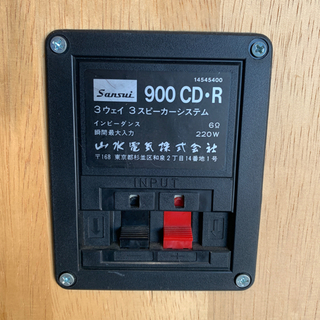 14545400
Sansui
900 CD・R
3ウェイ 3スピーカーシステム
インピーダンス 6Ω
瞬間最大入力 220W
山水電気株式会社
〒168 東京都杉並区和泉2丁目14番1号
INPUT